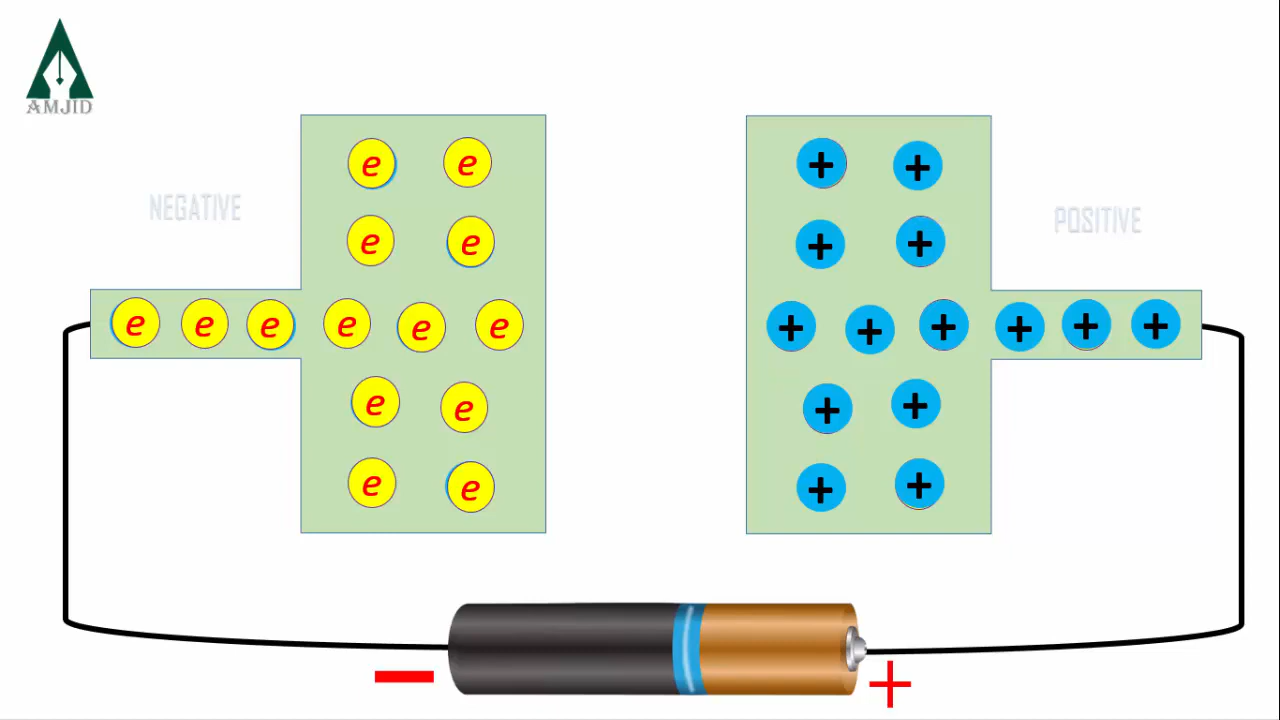 AMJID
NEGATIVE
POSITIVE
e e
e e
e e e e e e
e e
e e
+ +
+ +
+ + + + + +
+ +
+ +
− +